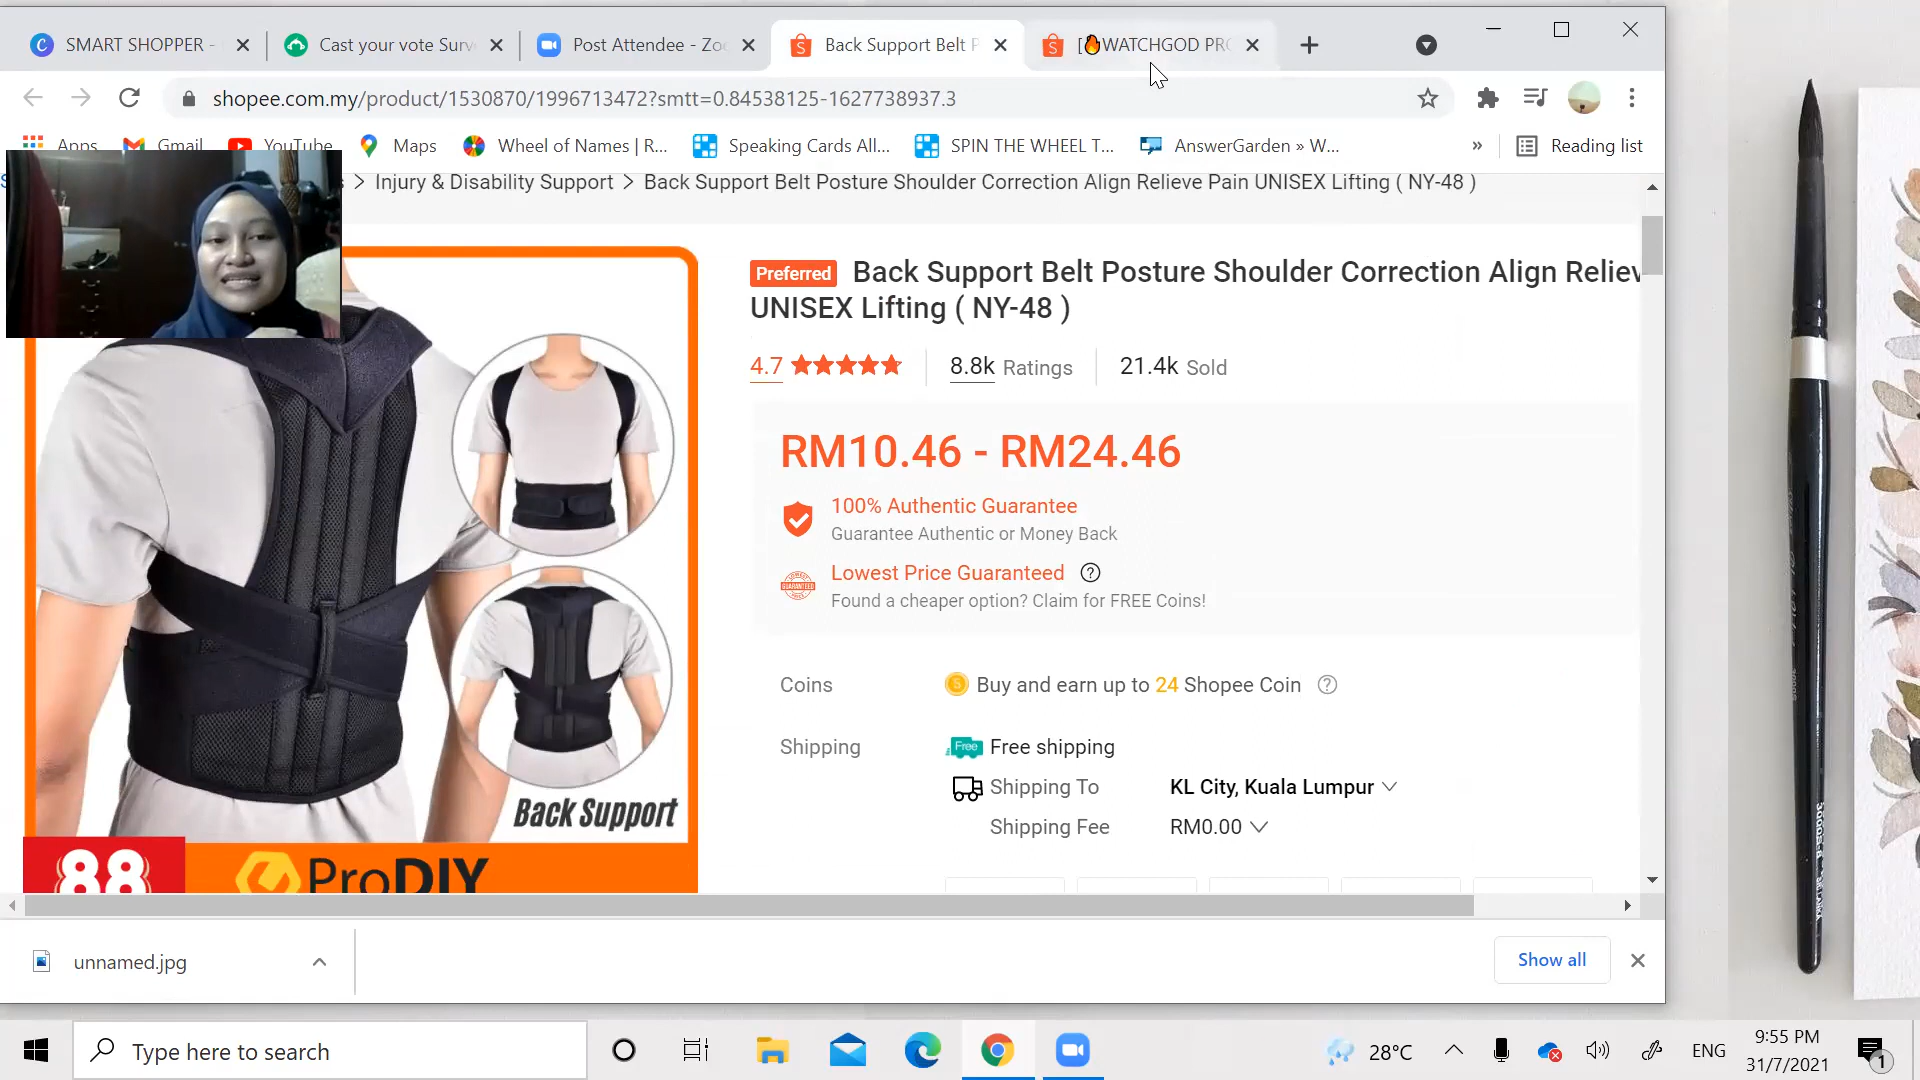 SMART SHOPPER -
Cast your vote Surv
Post Attendee - Zoo
Back Support Belt P
[🔥WATCHGOD PRO
shopee.com.my/product/1530870/1996713472?smtt=0.84538125-1627738937.3
Apps
Gmail
YouTube
Maps
Wheel of Names | R...
Speaking Cards All...
SPIN THE WHEEL T...
AnswerGarden » W...
»
Reading list
> Injury & Disability Support > Back Support Belt Posture Shoulder Correction Align Relieve Pain UNISEX Lifting ( NY-48 )
Preferred Back Support Belt Posture Shoulder Correction Align Reliev
UNISEX Lifting ( NY-48 )
4.7
8.8k Ratings
21.4k Sold
RM10.46 - RM24.46
100% Authentic Guarantee
Guarantee Authentic or Money Back
Lowest Price Guaranteed ?
Found a cheaper option? Claim for FREE Coins!
Coins
Buy and earn up to 24 Shopee Coin ?
Shipping
Free
Free shipping
Shipping To
KL City, Kuala Lumpur
Shipping Fee
RM0.00
Back Support
88
ProDIY
unnamed.jpg
Show all
Type here to search
28°C
ENG
9:55 PM
31/7/2021
1